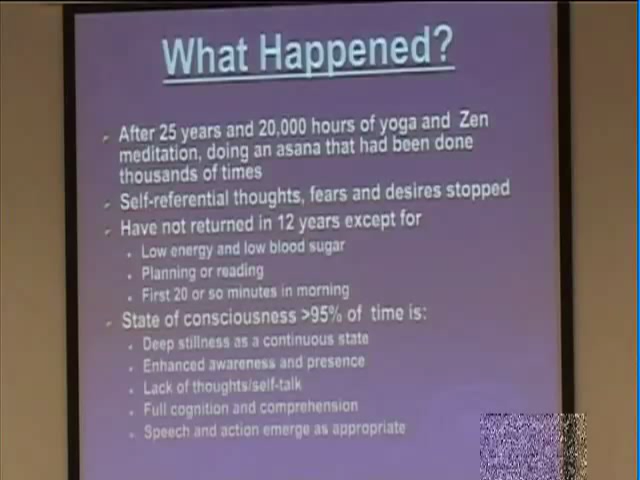 What Happened?
After 25 years and 20,000 hours of yoga and Zen
meditation, doing an asana that had been done
thousands of times
Self-referential thoughts, fears and desires stopped
Have not returned in 12 years except for
Low energy and low blood sugar
Planning or reading
First 20 or so minutes in morning
State of consciousness >95% of time is:
Deep stillness as a continuous state
Enhanced awareness and presence
Lack of thoughts/self-talk
Full cognition and comprehension
Speech and action emerge as appropriate